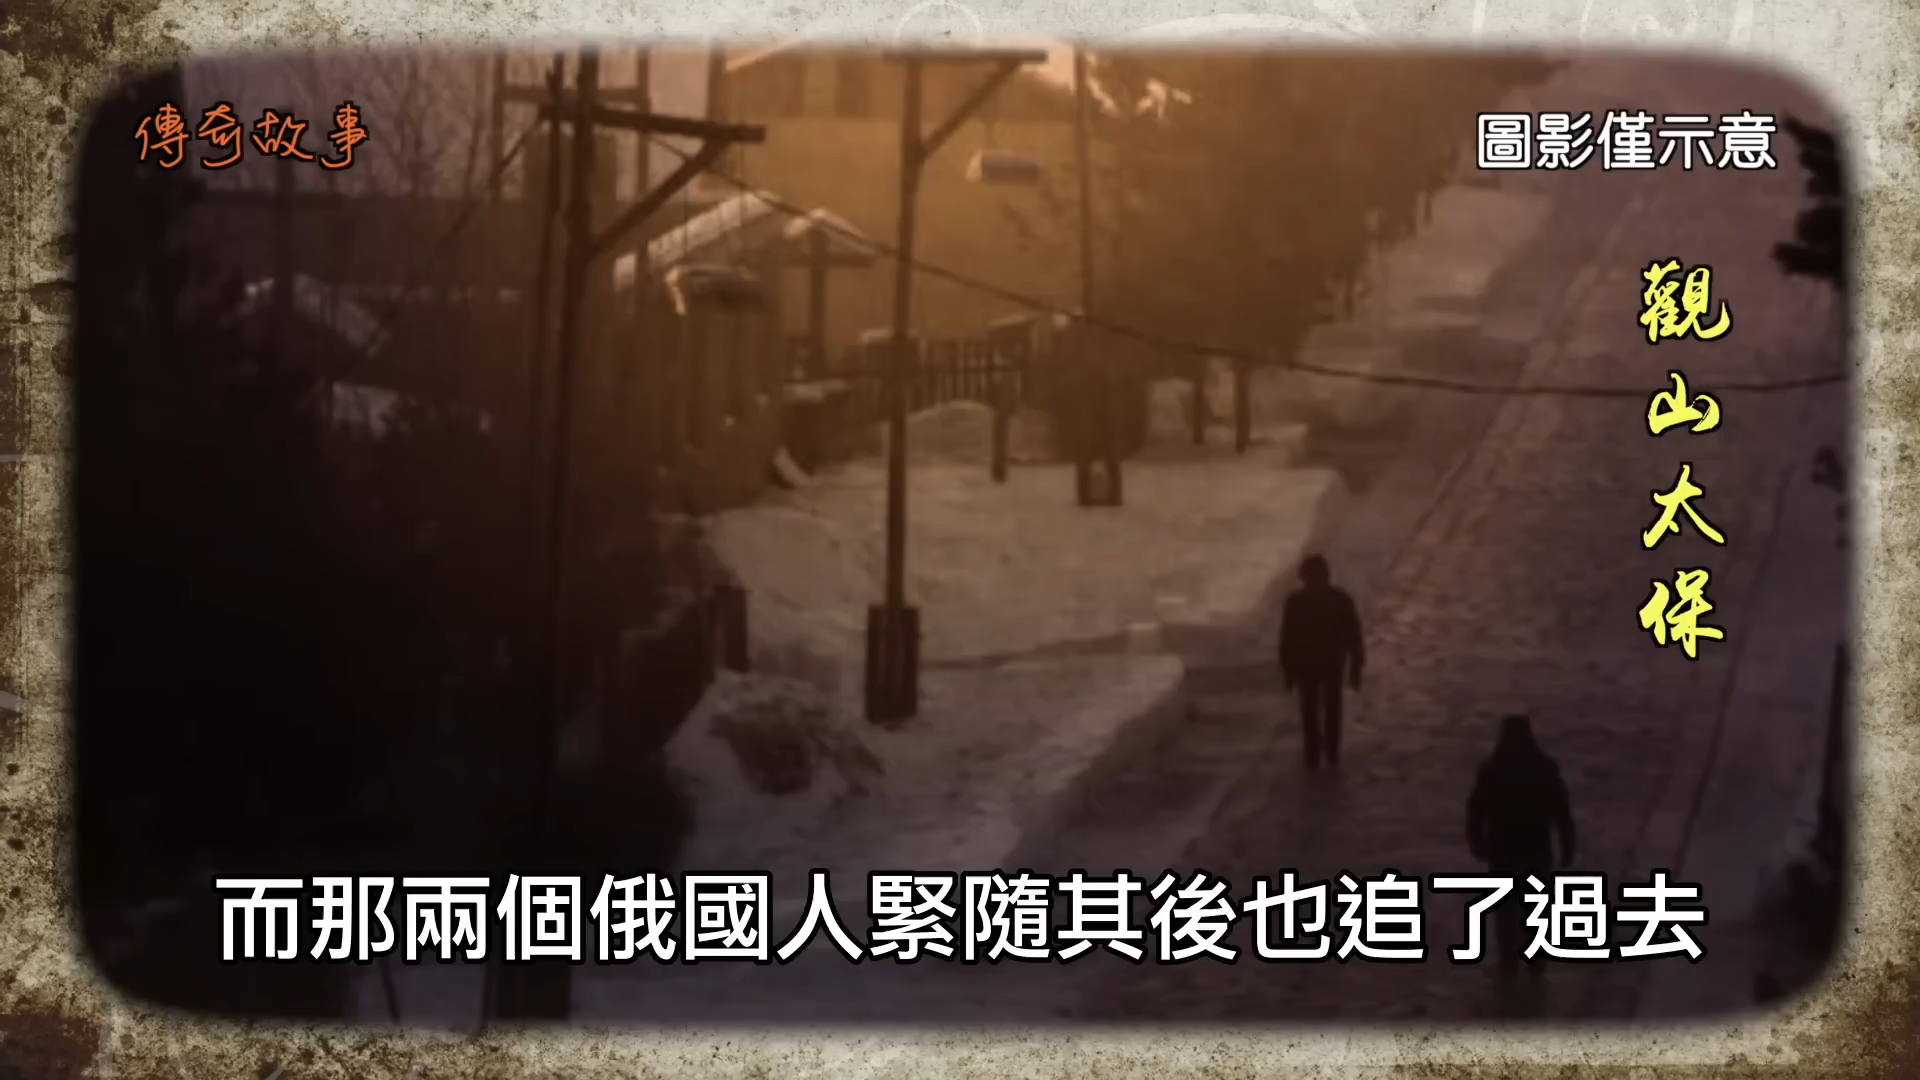 傳奇故事
圖影僅示意
觀山太保
而那兩個俄國人緊隨其後也追了過去